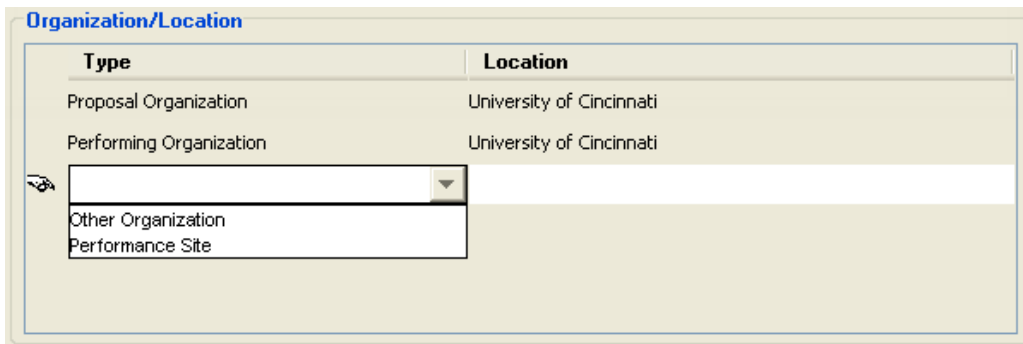 Organization/Location
Type Location
Proposal Organization University of Cincinnati
Performing Organization University of Cincinnati
Other Organization
Performance Site